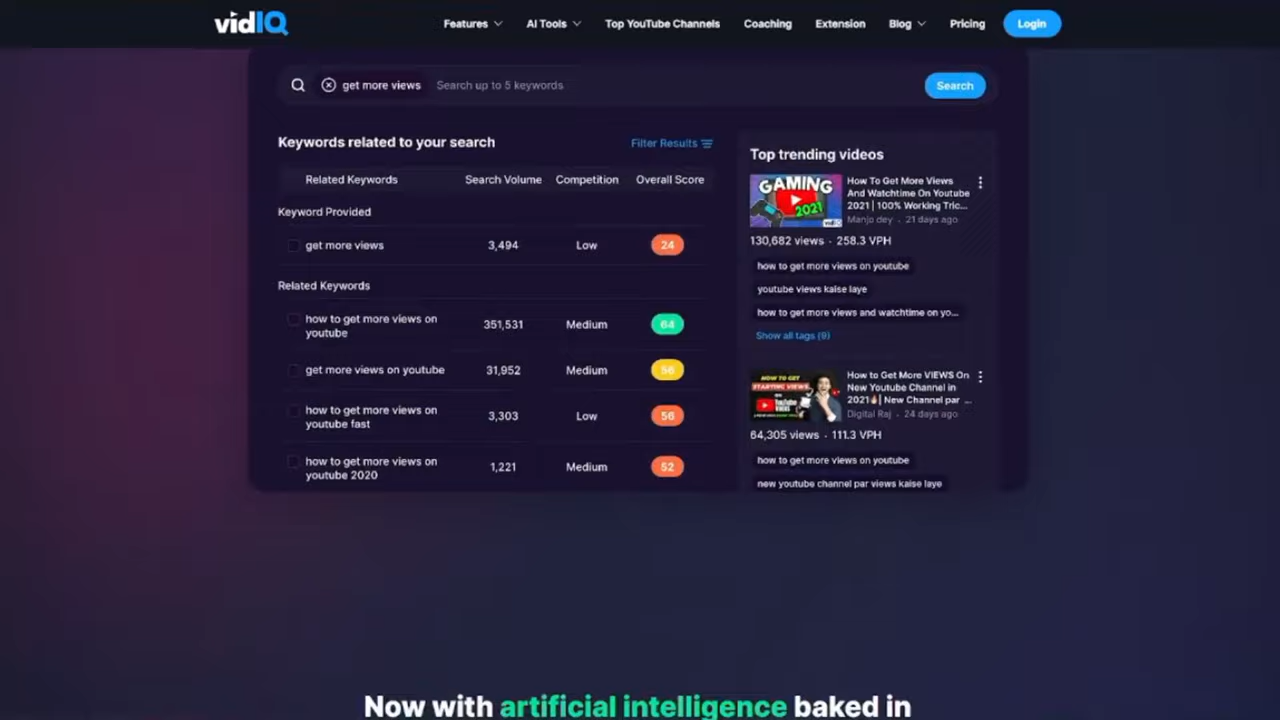 vidIQ
Features
AI Tools
Top YouTube Channels
Coaching
Extension
Blog
Pricing
Login
get more views
Search up to 5 keywords
Search
Keywords related to your search
Filter Results
Related Keywords
Search Volume
Competition
Overall Score
Keyword Provided
get more views
3,494
Low
24
Related Keywords
how to get more views on
youtube
351,531
Medium
64
get more views on youtube
31,952
Medium
56
how to get more views on
youtube fast
3,303
Low
56
how to get more views on
youtube 2020
1,221
Medium
52
Top trending videos
GAMING
2021
vidIQ
How To Get More Views
And Watchtime On Youtube
2021 | 100% Working Tric...
Manjo dey · 21 days ago
130,682 views · 258.3 VPH
how to get more views on youtube
youtube views kaise laye
how to get more views and watchtime on yo...
Show all tags (9)
HOW TO GET
STARTING VIEWS
ON
How to Get More VIEWS On
New Youtube Channel in
2021🔥| New Channel par ...
Digital Raj · 24 days ago
64,305 views · 111.3 VPH
how to get more views on youtube
new youtube channel par views kaise laye
Now with artificial intelligence baked in